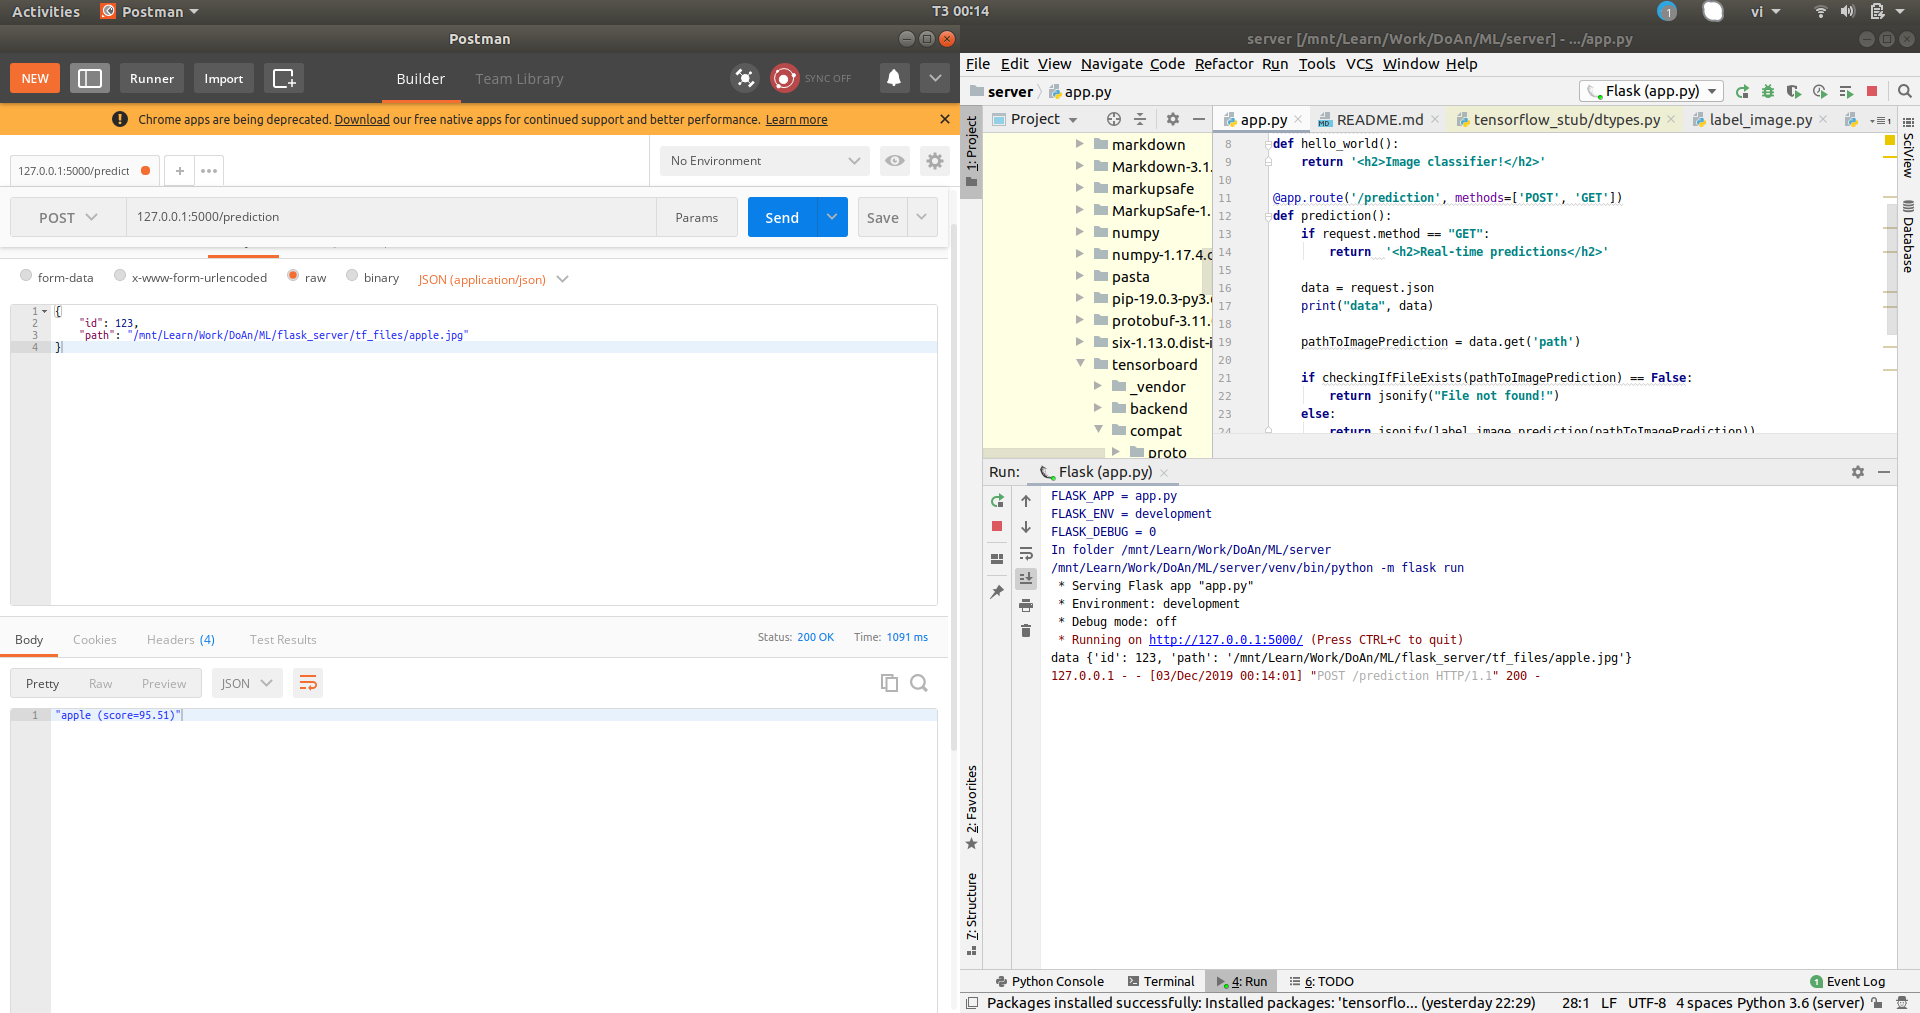 Activities Postman T3 00:14 1 vi
Postman
NEW Runner Import Builder Team Library SYNC OFF
Chrome apps are being deprecated. Download our free native apps for continued support and better performance. Learn more
127.0.0.1:5000/predict + ••• No Environment
POST 127.0.0.1:5000/prediction Params Send Save
form-data x-www-form-urlencoded raw binary JSON (application/json)
1 {
2 "id": 123,
3 "path": "/mnt/Learn/Work/DoAn/ML/flask_server/tf_files/apple.jpg"
4 }
Body Cookies Headers (4) Test Results Status: 200 OK Time: 1091 ms
Pretty Raw Preview JSON
1 "apple (score=95.51)"
server [/mnt/Learn/Work/DoAn/ML/server] - .../app.py
File Edit View Navigate Code Refactor Run Tools VCS Window Help
server app.py Flask (app.py)
1: Project
Project
app.py README.md tensorflow_stub/dtypes.py label_image.py
markdown
Markdown-3.1.
markupsafe
MarkupSafe-1.
numpy
numpy-1.17.4.
pasta
pip-19.0.3-py3.
protobuf-3.11.
six-1.13.0.dist-i
tensorboard
_vendor
backend
compat
proto
8 def hello_world():
9 return '<h2>Image classifier!</h2>'
10
11 @app.route('/prediction', methods=['POST', 'GET'])
12 def prediction():
13 if request.method == "GET":
14 return '<h2>Real-time predictions</h2>'
15
16 data = request.json
17 print("data", data)
18
19 pathToImagePrediction = data.get('path')
20
21 if checkingIfFileExists(pathToImagePrediction) == False:
22 return jsonify("File not found!")
23 else:
24 return jsonify(label_image.prediction(pathToImagePrediction))
SciView
Database
Run: Flask (app.py)
FLASK_APP = app.py
FLASK_ENV = development
FLASK_DEBUG = 0
In folder /mnt/Learn/Work/DoAn/ML/server
/mnt/Learn/Work/DoAn/ML/server/venv/bin/python -m flask run
* Serving Flask app "app.py"
* Environment: development
* Debug mode: off
* Running on http://127.0.0.1:5000/ (Press CTRL+C to quit)
data {'id': 123, 'path': '/mnt/Learn/Work/DoAn/ML/flask_server/tf_files/apple.jpg'}
127.0.0.1 - - [03/Dec/2019 00:14:01] "POST /prediction HTTP/1.1" 200 -
2: Favorites
7: Structure
Python Console Terminal 4: Run 6: TODO 1 Event Log
Packages installed successfully: Installed packages: 'tensorflo... (yesterday 22:29) 28:1 LF UTF-8 4 spaces Python 3.6 (server)